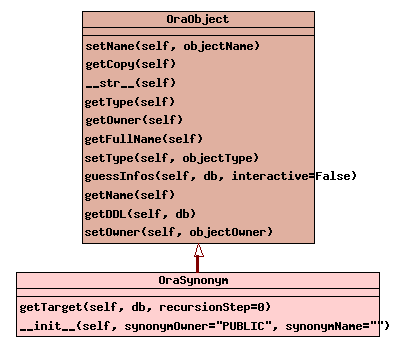 OraObject
setName(self, objectName)
getCopy(self)
__str__(self)
getType(self)
getOwner(self)
getFullName(self)
setType(self, objectType)
guessInfos(self, db, interactive=False)
getName(self)
getDDL(self, db)
setOwner(self, objectOwner)
OraSynonym
getTarget(self, db, recursionStep=0)
__init__(self, synonymOwner="PUBLIC", synonymName="")